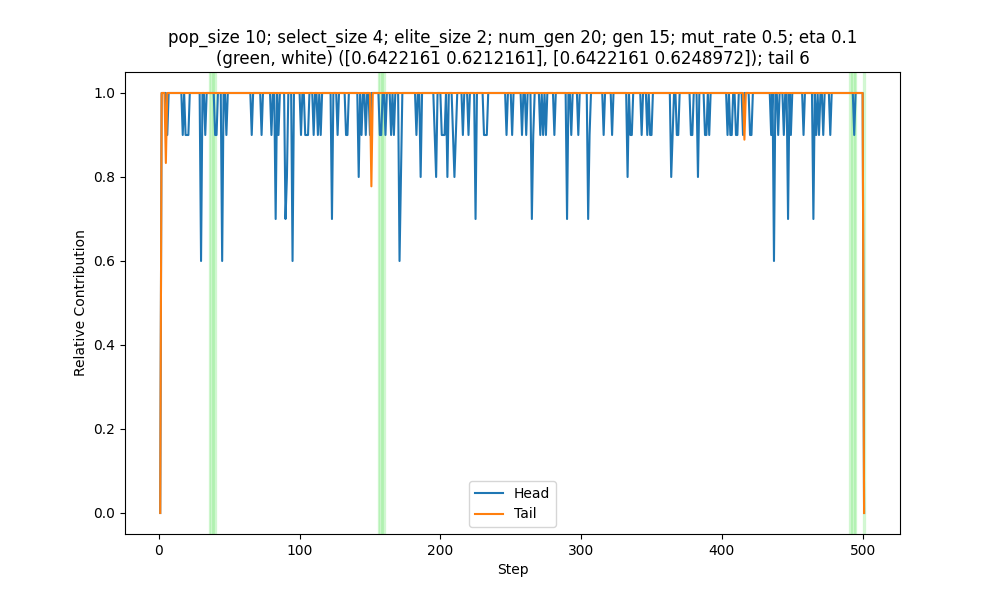 pop_size 10; select_size 4; elite_size 2; num_gen 20; gen 15; mut_rate 0.5; eta 0.1
(green, white) ([0.6422161 0.6212161], [0.6422161 0.6248972]); tail 6
1.0
0.8
0.6
0.4
0.2
0.0
Relative Contribution
Head
Tail
0
100
200
300
400
500
Step